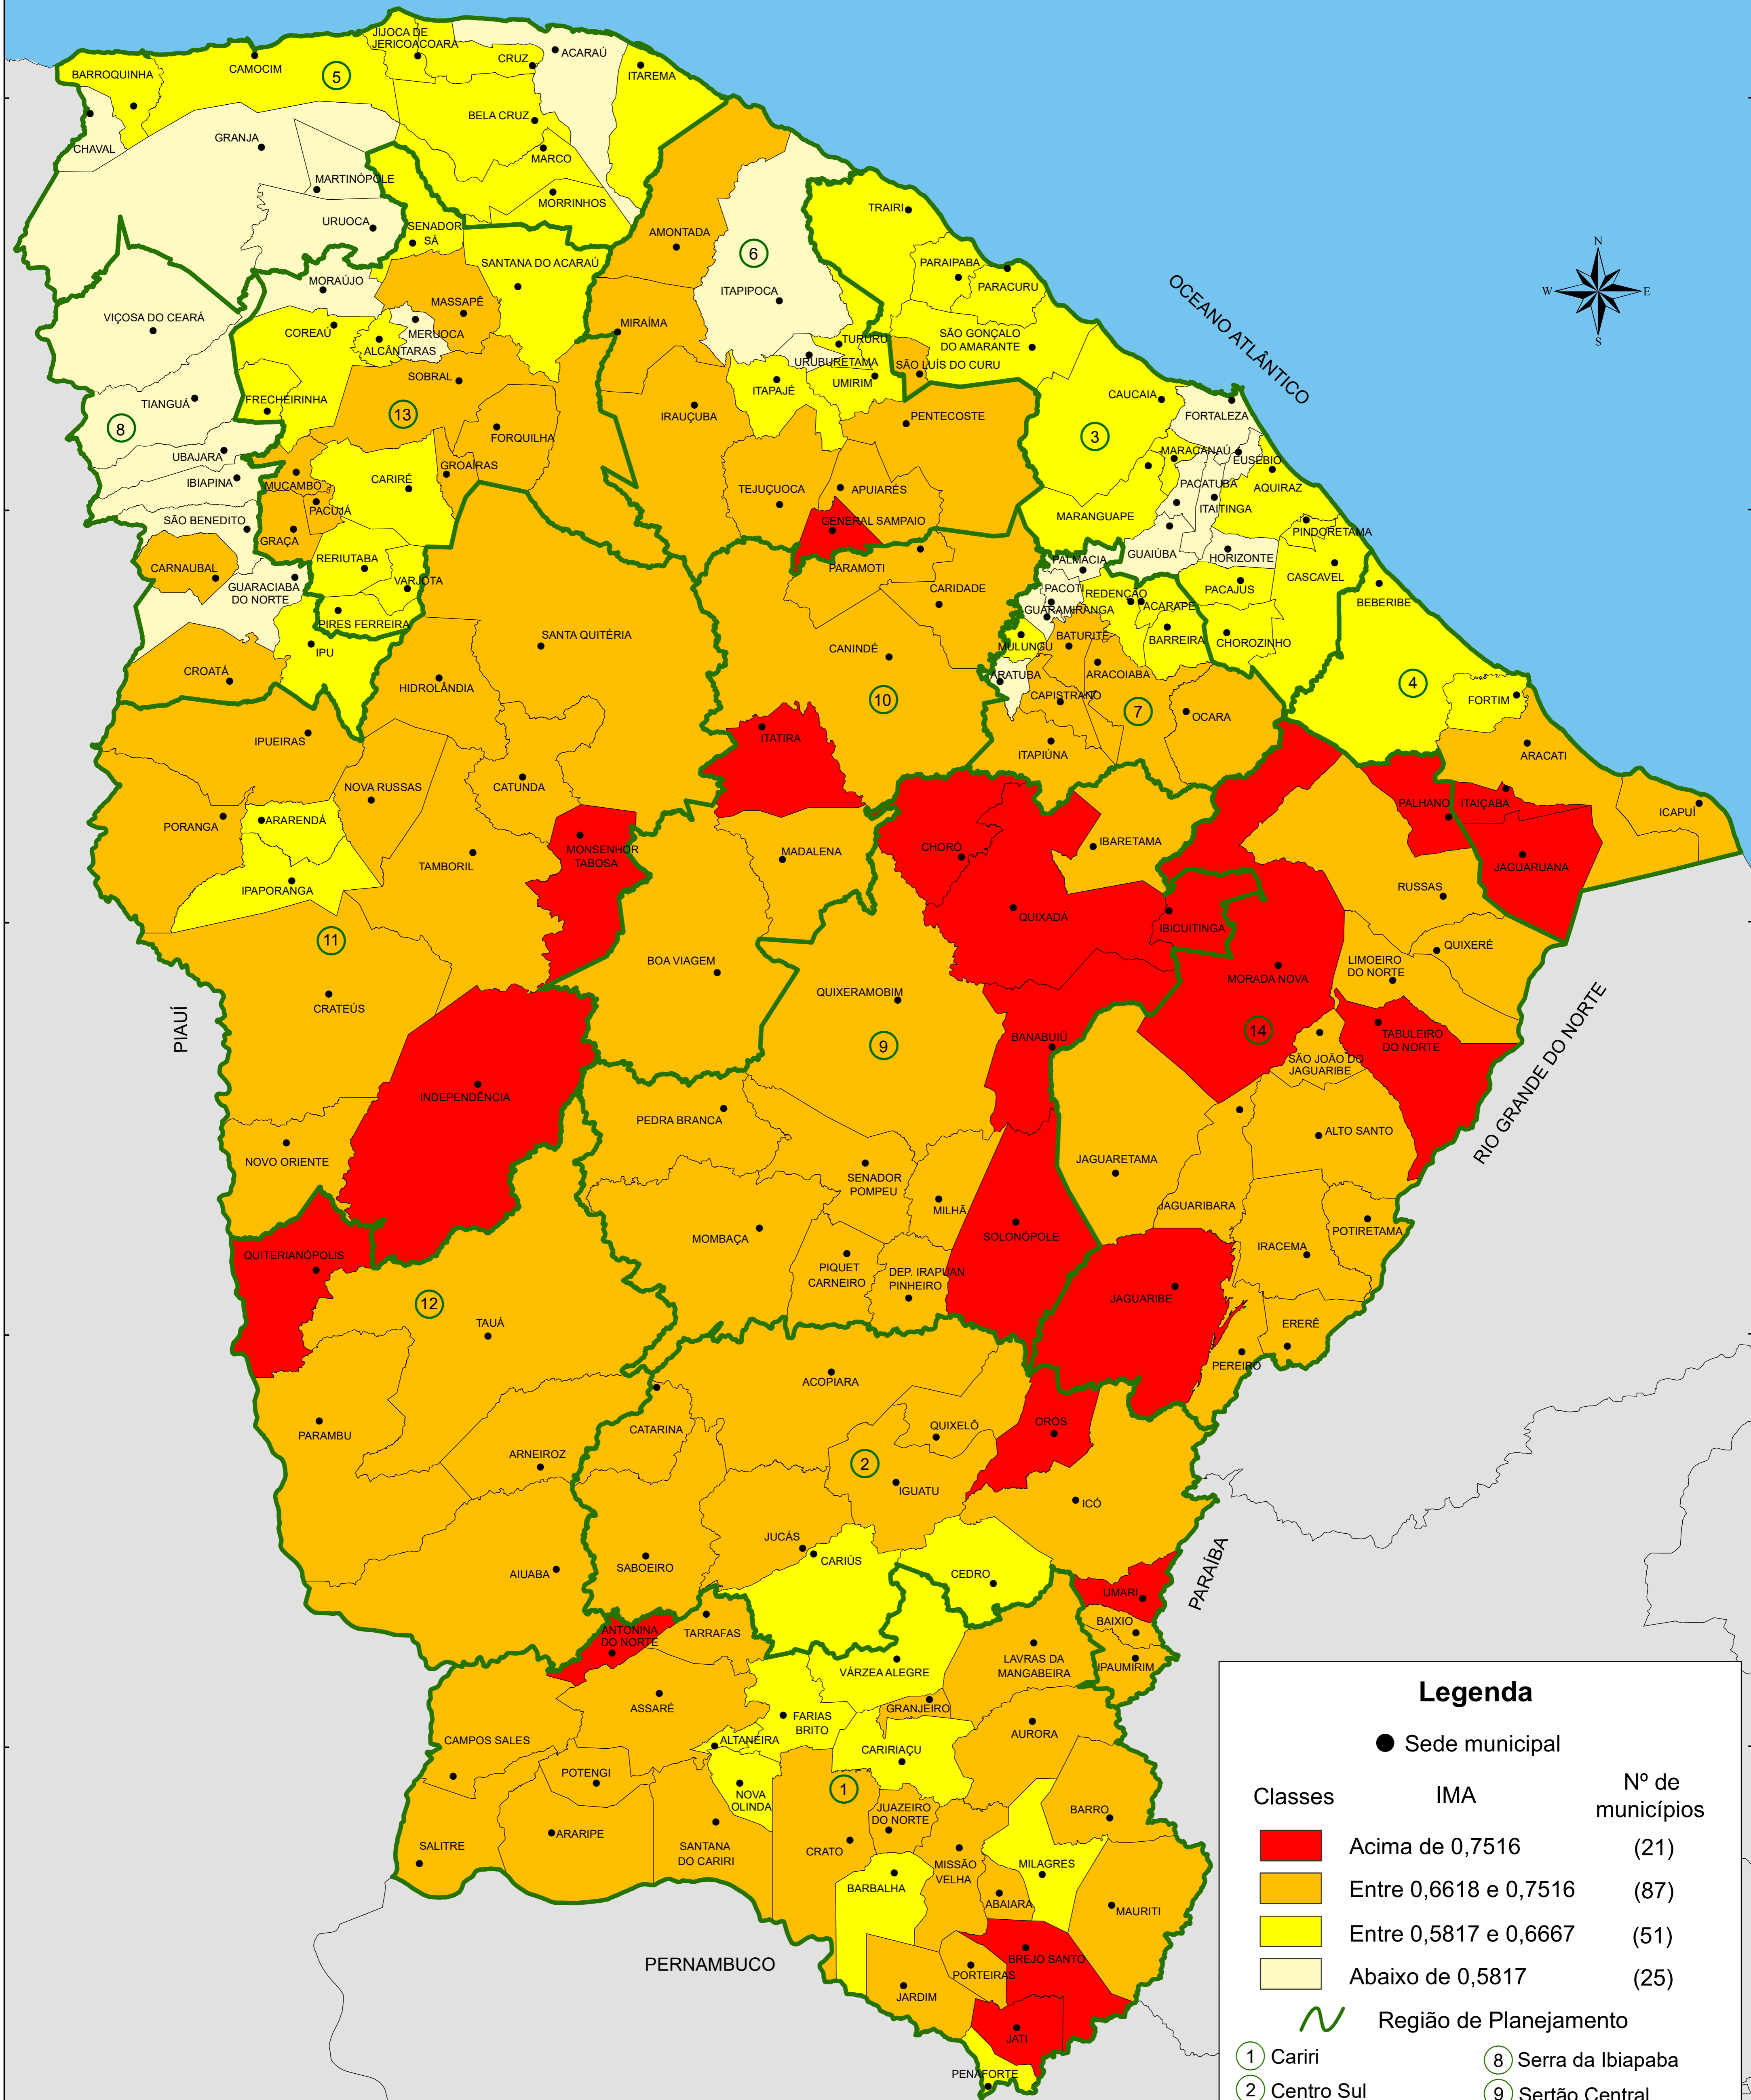 JIJOCA DE
JERICOACOARA
ACARAÚ
CRUZ
BARROQUINHA
CAMOCIM
5
ITAREMA
BELA CRUZ
CHAVAL
GRANJA
MARCO
MARTINÓPOLE
MORRINHOS
TRAIRI
URUOCA
SENADOR
SÁ
AMONTADA
6
N
W
E
S
SANTANA DO ACARAÚ
PARAIPABA
PARACURU
OCEANO ATLÂNTICO
MORAÚJO
ITAPIPOCA
MASSAPÊ
VIÇOSA DO CEARÁ
MIRAÍMA
COREAÚ
MERUOCA
ALCÂNTARAS
TURURU
URUBURETAMA
SÃO GONÇALO
DO AMARANTE
SÃO LUÍS DO CURU
SOBRAL
ITAPAJÉ
UMIRIM
CAUCAIA
FRECHEIRINHA
TIANGUÁ
8
13
IRAUÇUBA
PENTECOSTE
FORTALEZA
3
FORQUILHA
UBAJARA
MARACANAÚ
EUSÉBIO
GROAÍRAS
CARIRÉ
IBIAPINA
MUCAMBO
TEJUÇUOCA
APUIARÉS
PACATUBA
AQUIRAZ
PACUJÁ
ITAITINGA
SÃO BENEDITO
GENERAL SAMPAIO
MARANGUAPE
PINDORETAMA
GRAÇA
RERIUTABA
GUAIÚBA
HORIZONTE
CARNAUBAL
PARAMOTI
PALMÁCIA
CASCAVEL
GUARACIABA
DO NORTE
VARJOTA
CARIDADE
PACOTI
REDENÇÃO
PACAJUS
BEBERIBE
GUARAMIRANGA
ACARAPE
PIRES FERREIRA
SANTA QUITÉRIA
BATURITÉ
BARREIRA
CHOROZINHO
IPU
CANINDÉ
MULUNGU
CROATÁ
ARATUBA
ARACOIABA
HIDROLÂNDIA
10
CAPISTRANO
7
4
FORTIM
OCARA
IPUEIRAS
ITATIRA
ITAPIÚNA
ARACATI
NOVA RUSSAS
CATUNDA
PALHANO
ITAIÇABA
ICAPUÍ
PORANGA
ARARENDÁ
MONSENHOR
TABOSA
MADALENA
CHORÓ
IBARETAMA
TAMBORIL
JAGUARUANA
IPAPORANGA
RUSSAS
QUIXADÁ
IBICUITINGA
11
QUIXERÉ
BOA VIAGEM
LIMOEIRO
DO NORTE
MORADA NOVA
QUIXERAMOBIM
CRATEÚS
PIAUÍ
9
BANABUIÚ
14
TABULEIRO
DO NORTE
SÃO JOÃO DO
JAGUARIBE
RIO GRANDE DO NORTE
INDEPENDÊNCIA
PEDRA BRANCA
ALTO SANTO
NOVO ORIENTE
JAGUARETAMA
SENADOR
POMPEU
MILHÃ
JAGUARIBARA
POTIRETAMA
MOMBAÇA
SOLONÓPOLE
QUITERIANÓPOLIS
IRACEMA
PIQUET
CARNEIRO
DEP. IRAPUAN
PINHEIRO
JAGUARIBE
12
TAUÁ
ERERÊ
PEREIRO
ACOPIARA
PARAMBU
CATARINA
QUIXELÔ
ORÓS
ARNEIROZ
2
IGUATU
ICÓ
JUCÁS
CARIÚS
SABOEIRO
AIUABA
CEDRO
PARAÍBA
UMARI
ANTONINA
DO NORTE
TARRAFAS
BAIXIO
VÁRZEA ALEGRE
LAVRAS DA
MANGABEIRA
IPAUMIRIM
ASSARÉ
GRANJEIRO
FARIAS
BRITO
AURORA
CAMPOS SALES
ALTANEIRA
CARIRIAÇU
POTENGI
NOVA
OLINDA
1
JUAZEIRO
DO NORTE
BARRO
ARARIPE
SALITRE
SANTANA
DO CARIRI
CRATO
MISSÃO
VELHA
MILAGRES
BARBALHA
ABAIARA
MAURITI
PERNAMBUCO
BREJO SANTO
PORTEIRAS
JARDIM
JATI
PENAFORTE
Legenda
Sede municipal
Classes IMA Nº de
municípios
Acima de 0,7516 (21)
Entre 0,6618 e 0,7516 (87)
Entre 0,5817 e 0,6667 (51)
Abaixo de 0,5817 (25)
Região de Planejamento
1 Cariri
8 Serra da Ibiapaba
2 Centro Sul
9 Sertão Central